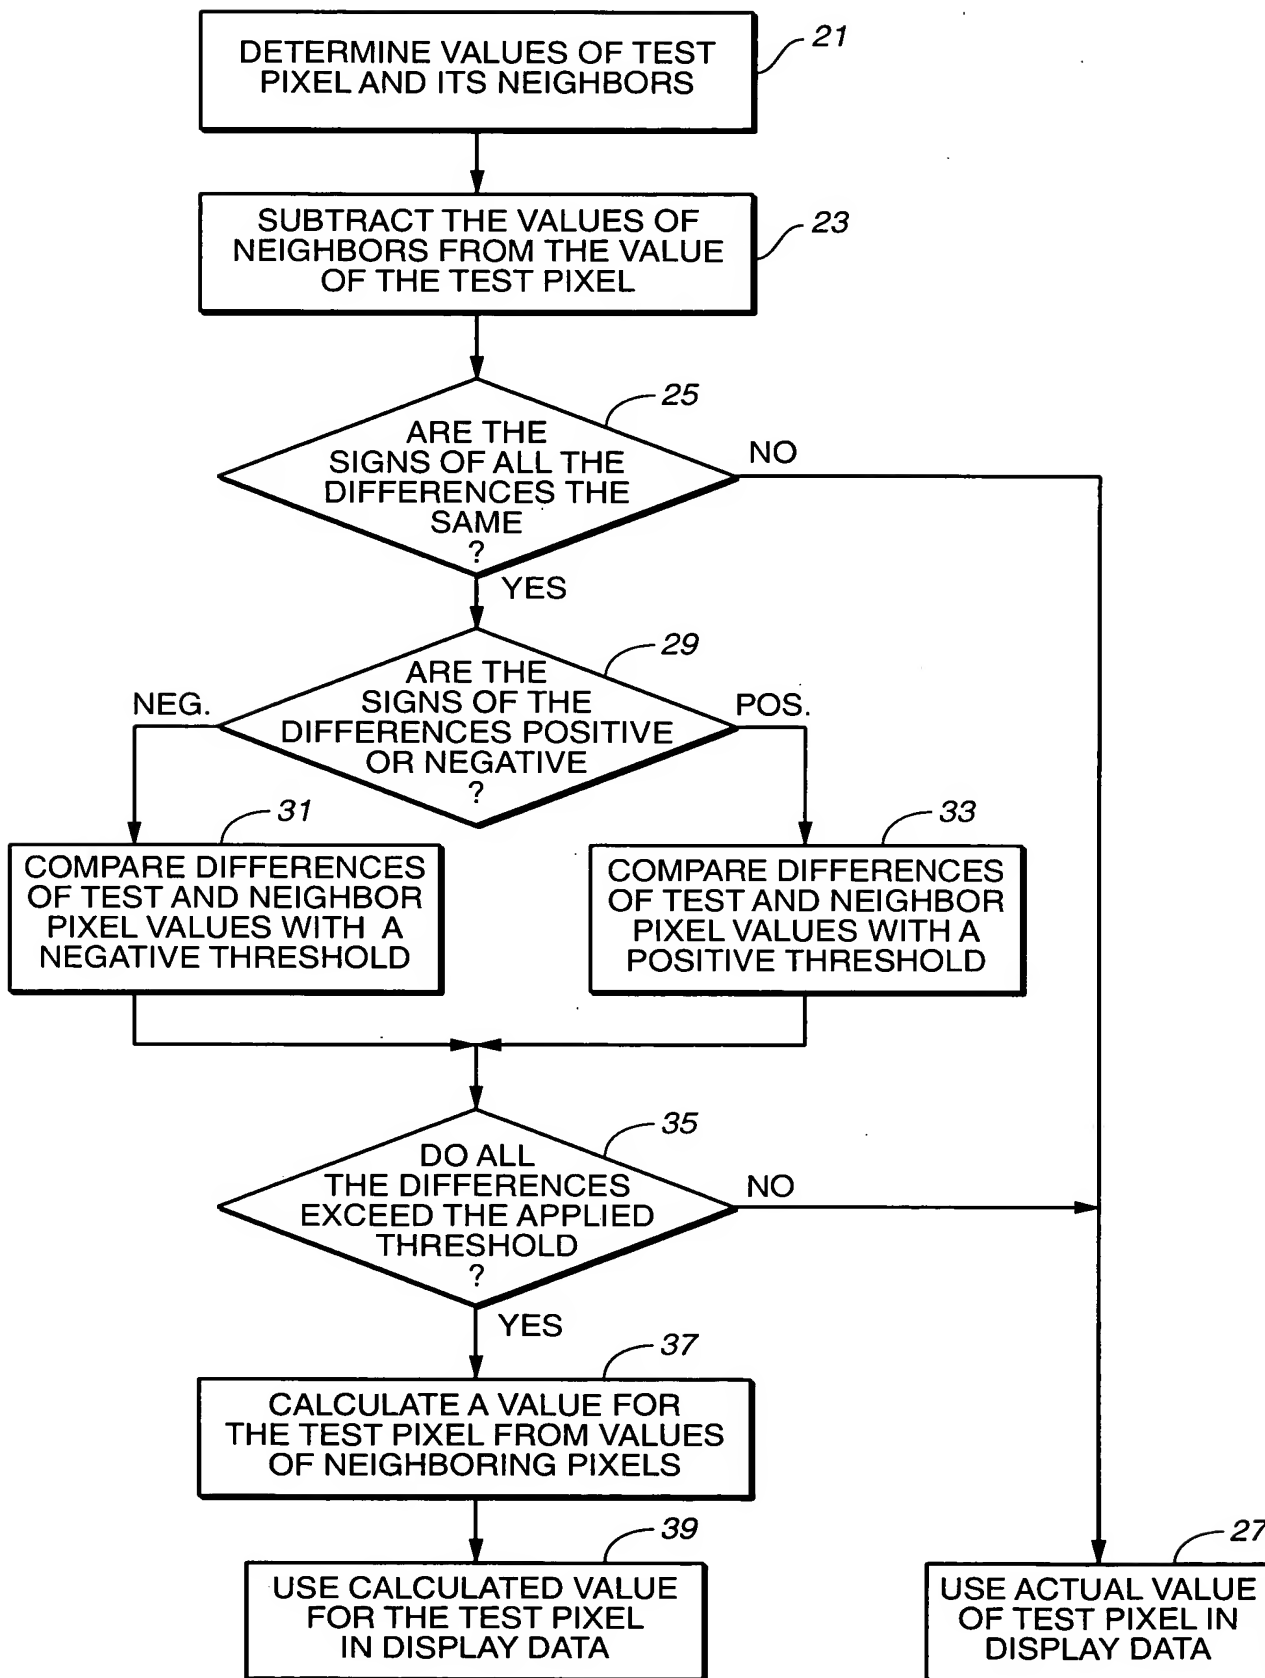 DETERMINE VALUES OF TEST
PIXEL AND ITS NEIGHBORS
21
SUBTRACT THE VALUES OF
NEIGHBORS FROM THE VALUE
OF THE TEST PIXEL
23
25
ARE THE
SIGNS OF ALL THE
DIFFERENCES THE
SAME
?
NO
YES
29
ARE THE
SIGNS OF THE
DIFFERENCES POSITIVE
OR NEGATIVE
?
NEG.
POS.
31
COMPARE DIFFERENCES
OF TEST AND NEIGHBOR
PIXEL VALUES WITH A
NEGATIVE THRESHOLD
33
COMPARE DIFFERENCES
OF TEST AND NEIGHBOR
PIXEL VALUES WITH A
POSITIVE THRESHOLD
35
DO ALL
THE DIFFERENCES
EXCEED THE APPLIED
THRESHOLD
?
NO
YES
37
CALCULATE A VALUE FOR
THE TEST PIXEL FROM VALUES
OF NEIGHBORING PIXELS
39
USE CALCULATED VALUE
FOR THE TEST PIXEL
IN DISPLAY DATA
27
USE ACTUAL VALUE
OF TEST PIXEL IN
DISPLAY DATA